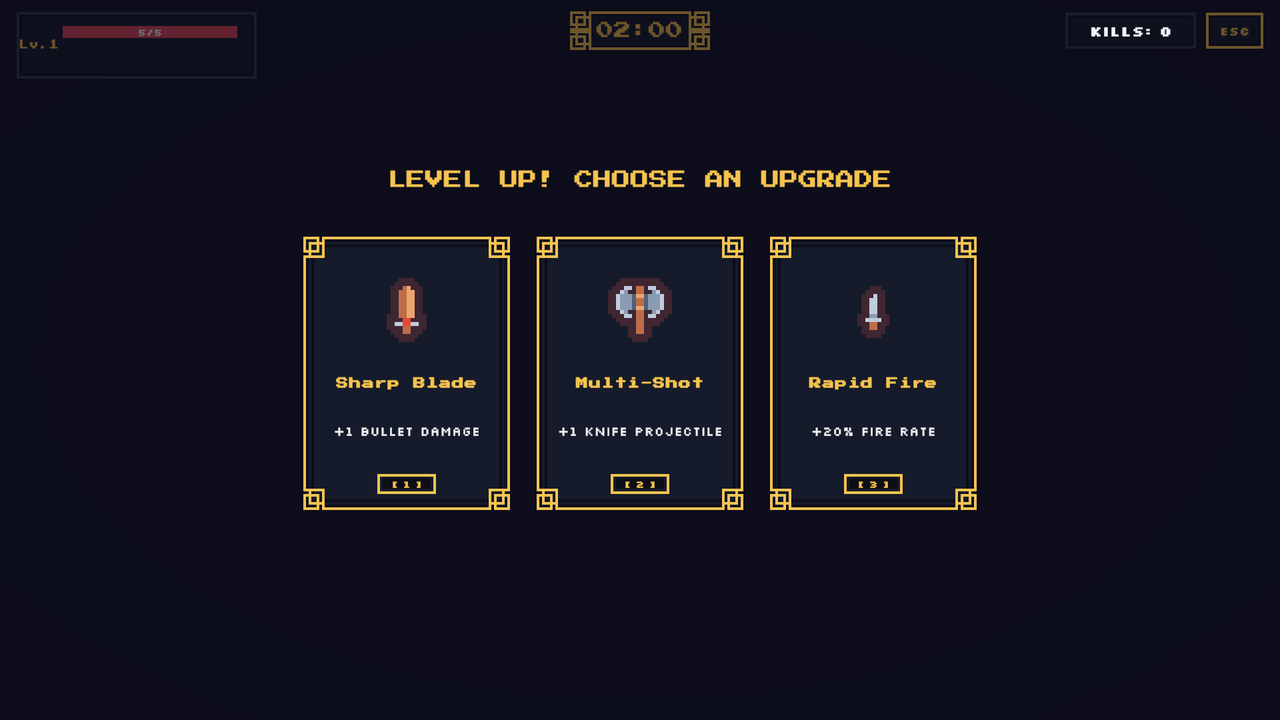 Lv.1
5/5
02:00
KILLS: 0
ESC
LEVEL UP! CHOOSE AN UPGRADE
Sharp Blade
+1 BULLET DAMAGE
[1]
Multi-Shot
+1 KNIFE PROJECTILE
[2]
Rapid Fire
+20% FIRE RATE
[3]